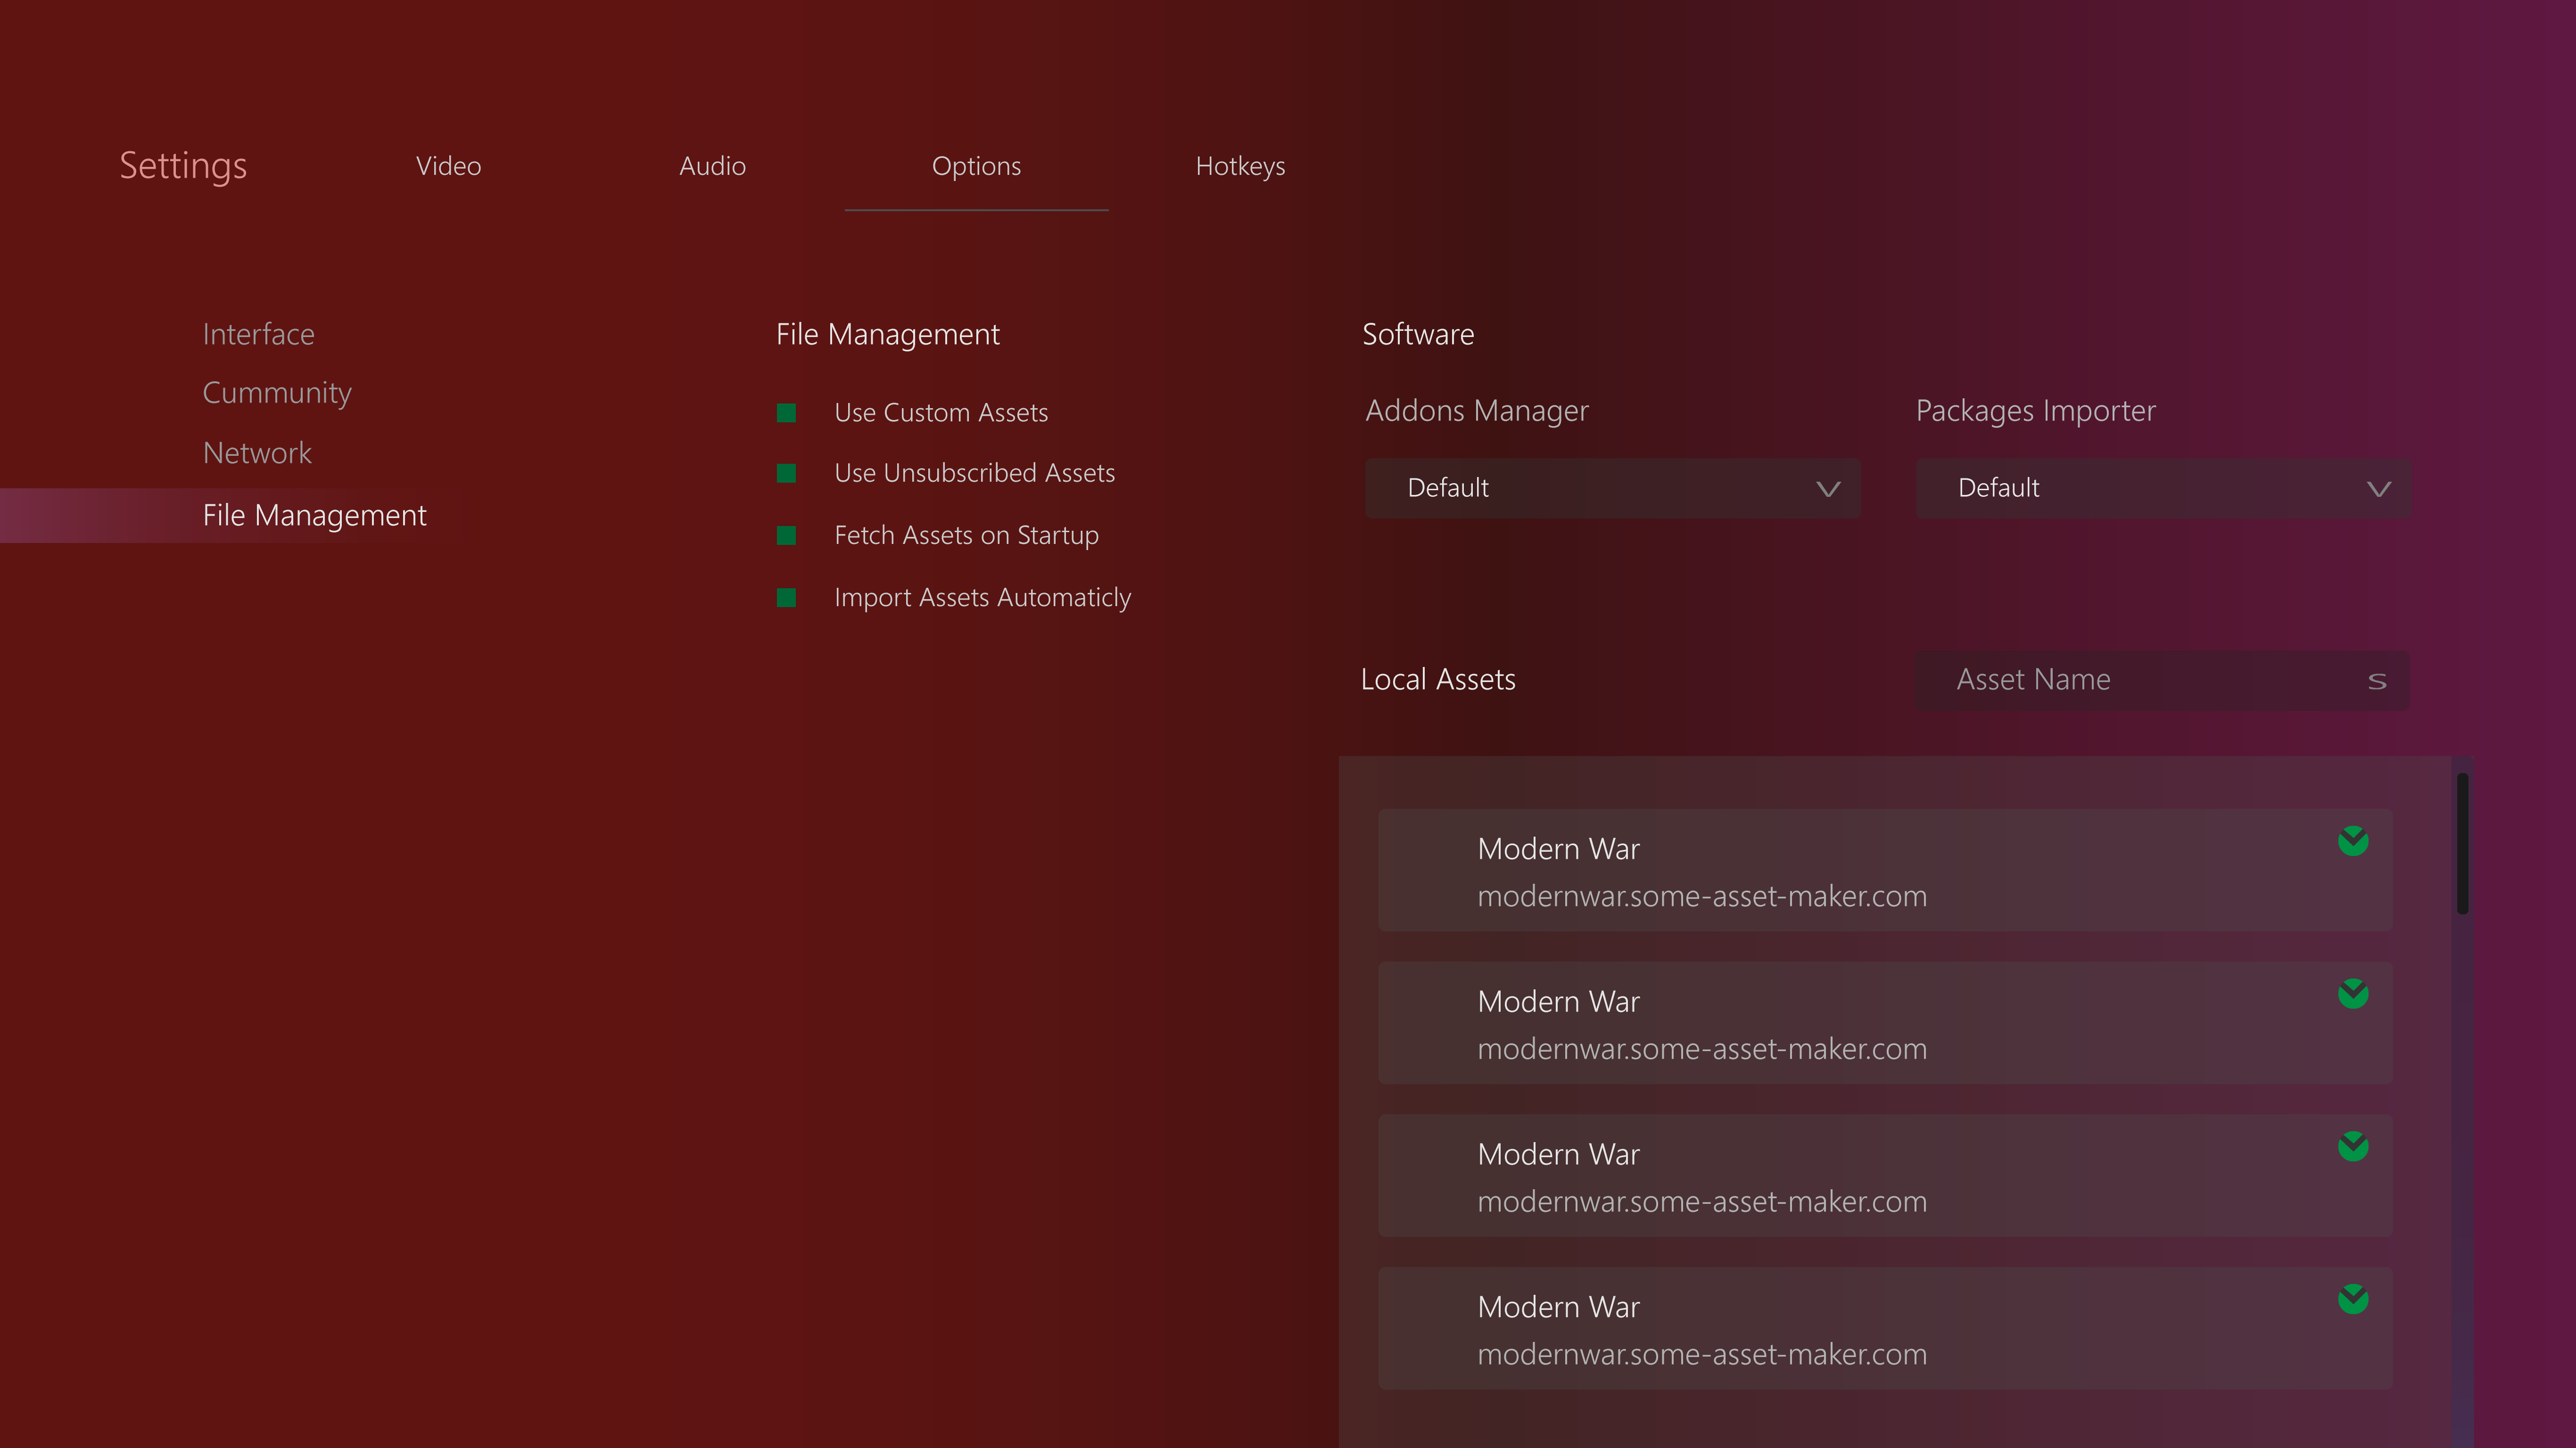 Settings
Video
Audio
Options
Hotkeys
Interface
Cummunity
Network
File Management
File Management
Use Custom Assets
Use Unsubscribed Assets
Fetch Assets on Startup
Import Assets Automaticly
Software
Addons Manager
Packages Importer
Default
Default
Local Assets
Asset Name
S
Modern War
modernwar.some-asset-maker.com
Modern War
modernwar.some-asset-maker.com
Modern War
modernwar.some-asset-maker.com
Modern War
modernwar.some-asset-maker.com